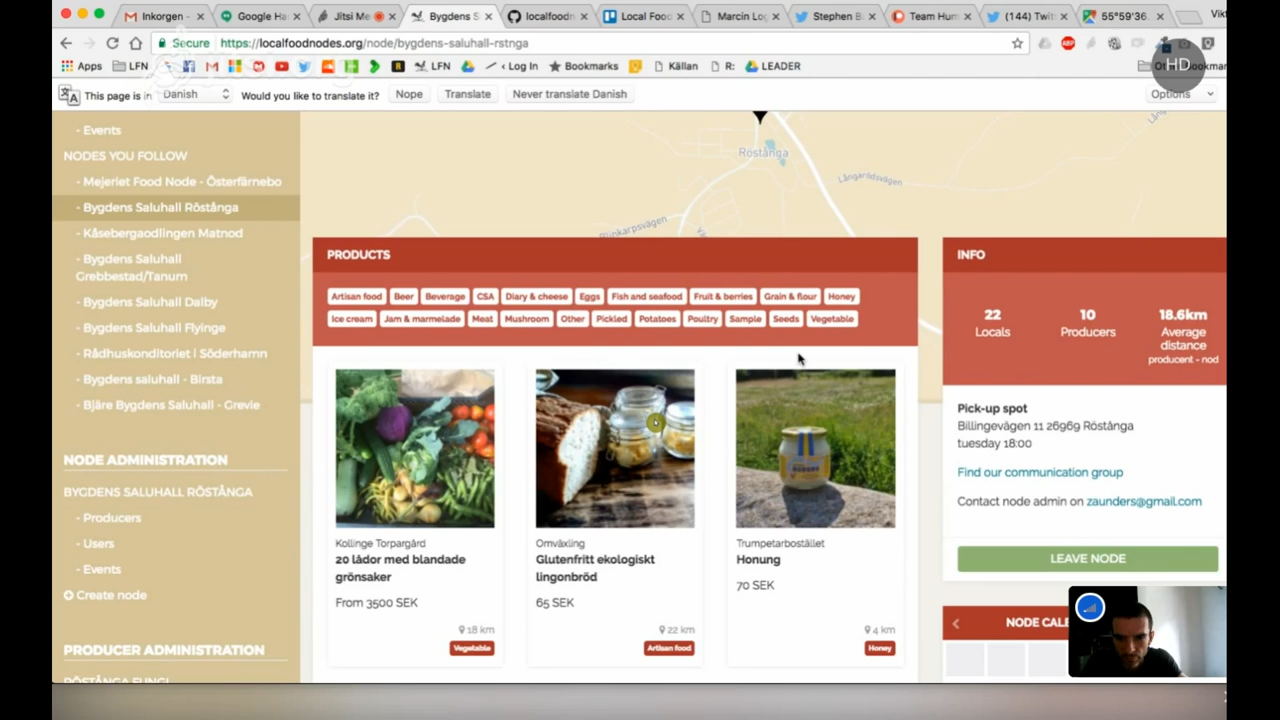 Inkorgen -
Google Ha
Jitsi Me
Bygdens S
localfoodn
Local Food
Marcin Lo
Stephen B
Team Hum
(144) Twit
55°59'36.
Vikt
Secure
https://localfoodnodes.org/node/bygdens-saluhall-rstnga
Apps
LFN
LFN
Log In
Bookmarks
Källan
R:
LEADER
HD
This page is in
Danish
Would you like to translate it?
Nope
Translate
Never translate Danish
Options
- Events
NODES YOU FOLLOW
- Mejeriet Food Node - Österfärnebo
- Bygdens Saluhall Röstånga
- Kåsebergaodlingen Matnod
- Bygdens Saluhall
Grebbestad/Tanum
- Bygdens Saluhall Dalby
- Bygdens Saluhall Flyinge
- Rådhuskonditoriet i Söderhamn
- Bygdens saluhall - Birsta
- Bjäre Bygdens Saluhall - Grevie
NODE ADMINISTRATION
BYGDENS SALUHALL RÖSTÅNGA
- Producers
- Users
- Events
Create node
PRODUCER ADMINISTRATION
RÖSTÅNGA FUNGI
Röstånga
Långarödsvägen
PRODUCTS
Artisan food Beer Beverage CSA Diary & cheese Eggs Fish and seafood Fruit & berries Grain & flour Honey
Ice cream Jam & marmelade Meat Mushroom Other Pickled Potatoes Poultry Sample Seeds Vegetable
Kollinge Torpargård
20 lådor med blandade
grönsaker
From 3500 SEK
18 km
Vegetable
Omväxling
Glutenfritt ekologiskt
lingonbröd
65 SEK
22 km
Artisan food
Trumpetarbostället
Honung
70 SEK
4 km
Honey
INFO
22
Locals
10
Producers
18.6km
Average
distance
producent - nod
Pick-up spot
Billingevägen 11 26969 Röstånga
tuesday 18:00
Find our communication group
Contact node admin on zaunders@gmail.com
LEAVE NODE
NODE CALE